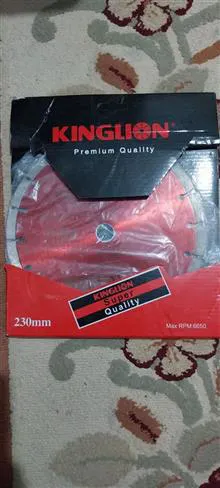 KINGLION
Premium Quality
KINGLION
Super
Quality
230mm
Max RPM:6650